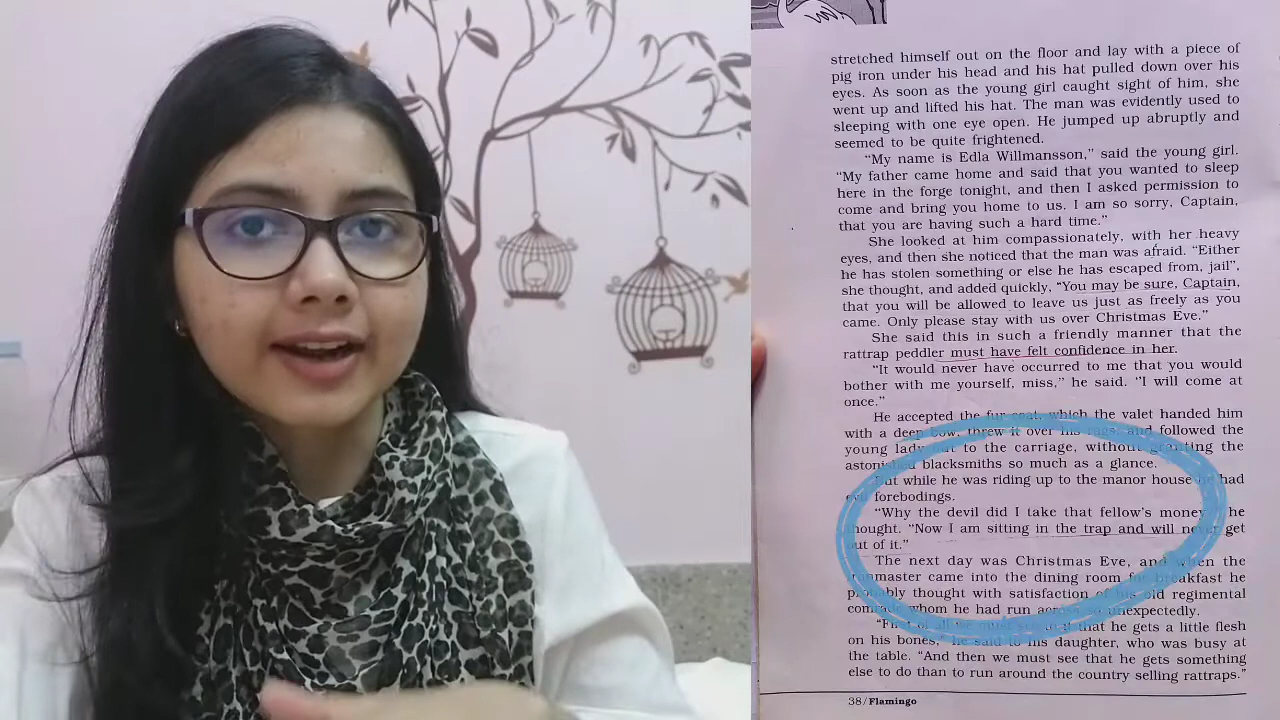 stretched himself out on the floor and lay with a piece of
pig iron under his head and his hat pulled down over his
eyes. As soon as the young girl caught sight of him, she
went up and lifted his hat. The man was evidently used to
sleeping with one eye open. He jumped up abruptly and
seemed to be quite frightened.
“My name is Edla Willmansson,” said the young girl.
“My father came home and said that you wanted to sleep
here in the forge tonight, and then I asked permission to
come and bring you home to us. I am so sorry, Captain,
that you are having such a hard time.”
She looked at him compassionately, with her heavy
eyes, and then she noticed that the man was afraid. “Either
he has stolen something or else he has escaped from, jail”,
she thought, and added quickly, “You may be sure, Captain,
that you will be allowed to leave us just as freely as you
came. Only please stay with us over Christmas Eve.”
She said this in such a friendly manner that the
rattrap peddler must have felt confidence in her.
“It would never have occurred to me that you would
bother with me yourself, miss,” he said. “I will come at
once.”
He accepted the fur coat, which the valet handed him
with a deep bow, threw it over his rags, and followed the
young lady out to the carriage, without granting the
astonished blacksmiths so much as a glance.
But while he was riding up to the manor house he had
evil forebodings.
“Why the devil did I take that fellow’s money?” he
thought. “Now I am sitting in the trap and will never get
out of it.”
The next day was Christmas Eve, and when the
ironmaster came into the dining room for breakfast he
probably thought with satisfaction of his old regimental
comrade whom he had run across so unexpectedly.
“First of all we must see that he gets a little flesh
on his bones,” he said to his daughter, who was busy at
the table. “And then we must see that he gets something
else to do than to run around the country selling rattraps.”
38/Flamingo